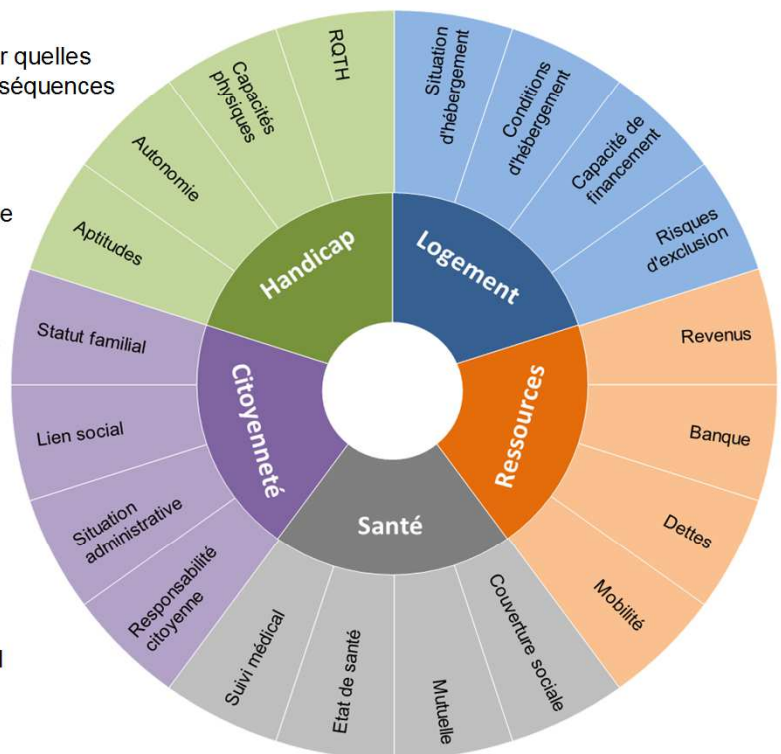 r quelles
séquences
e
l
RQTH
Capacités
physiques
Autonomie
Aptitudes
Handicap
Situation
d'hébergement
Conditions
d'hébergement
Capacité de
financement
Risques
d'exclusion
Logement
Revenus
Banque
Dettes
Mobilité
Ressources
Couverture sociale
Mutuelle
Etat de santé
Suivi médical
Santé
Responsabilité
citoyenne
Situation
administrative
Lien social
Statut familial
Citoyenneté